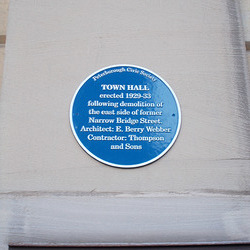 Peterborough Civic Society
TOWN HALL
erected 1929-33
following demolition of
the east side of former
Narrow Bridge Street
Architect: E. Berry Webber
Contractor: Thompson
and Sons